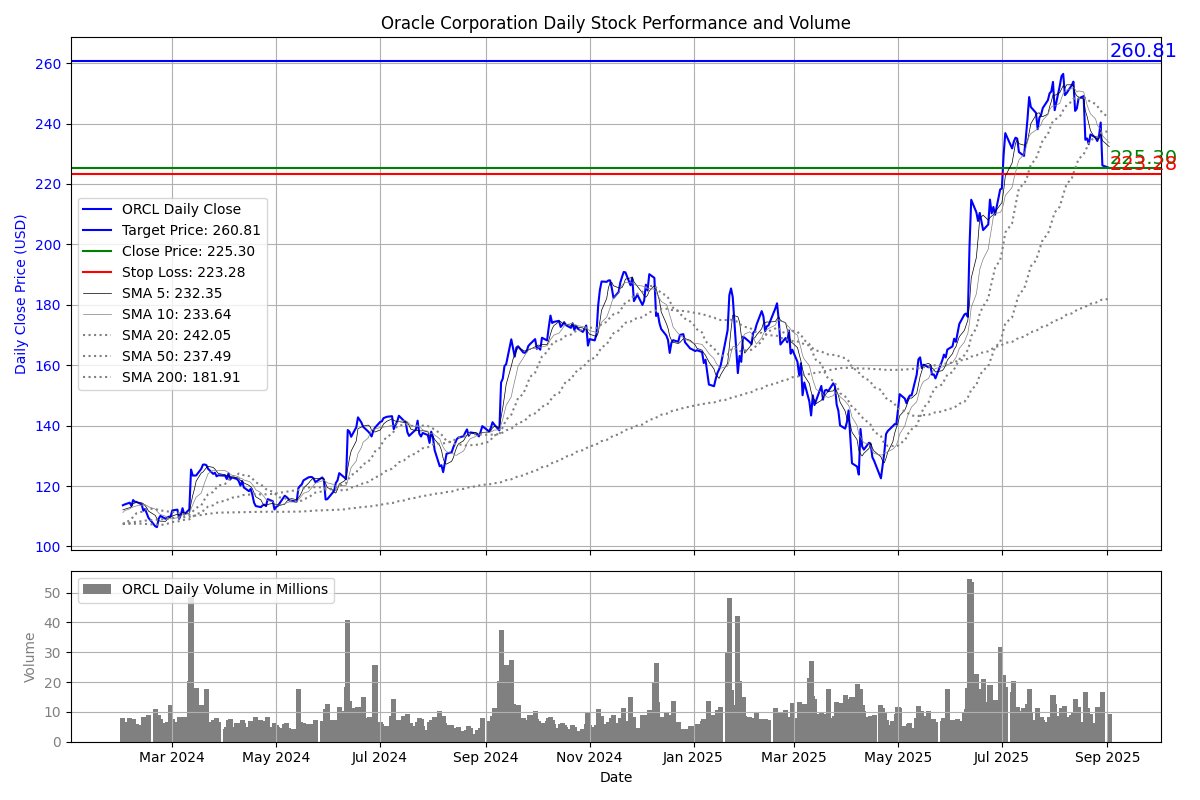 Oracle Corporation Daily Stock Performance and Volume
260.81
225.30
223.28
Daily Close Price (USD)
260
240
220
200
180
160
140
120
100
ORCL Daily Close
Target Price: 260.81
Close Price: 225.30
Stop Loss: 223.28
SMA 5: 232.35
SMA 10: 233.64
SMA 20: 242.05
SMA 50: 237.49
SMA 200: 181.91
ORCL Daily Volume in Millions
Volume
50
40
30
20
10
0
Mar 2024 May 2024 Jul 2024 Sep 2024 Nov 2024 Jan 2025 Mar 2025 May 2025 Jul 2025 Sep 2025
Date